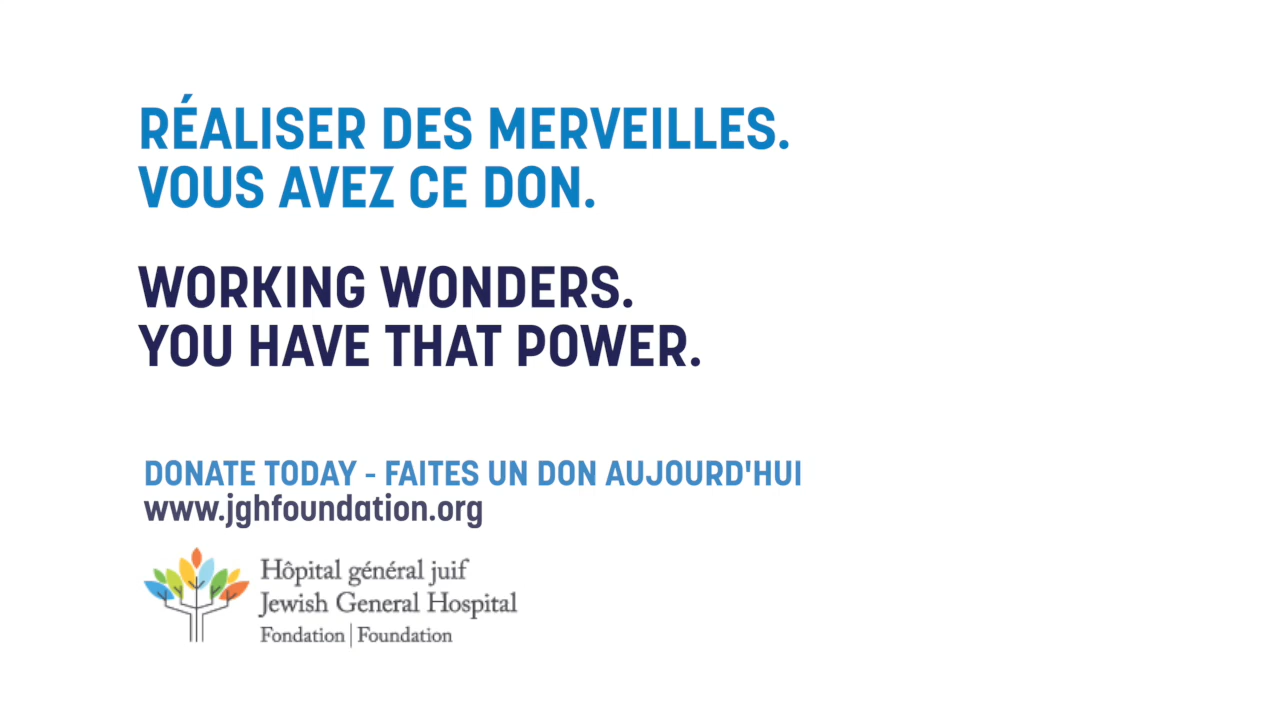 RÉALISER DES MERVEILLES.
VOUS AVEZ CE DON.
WORKING WONDERS.
YOU HAVE THAT POWER.
DONATE TODAY - FAITES UN DON AUJOURD'HUI
www.jghfoundation.org
Hôpital général juif
Jewish General Hospital
Fondation | Foundation